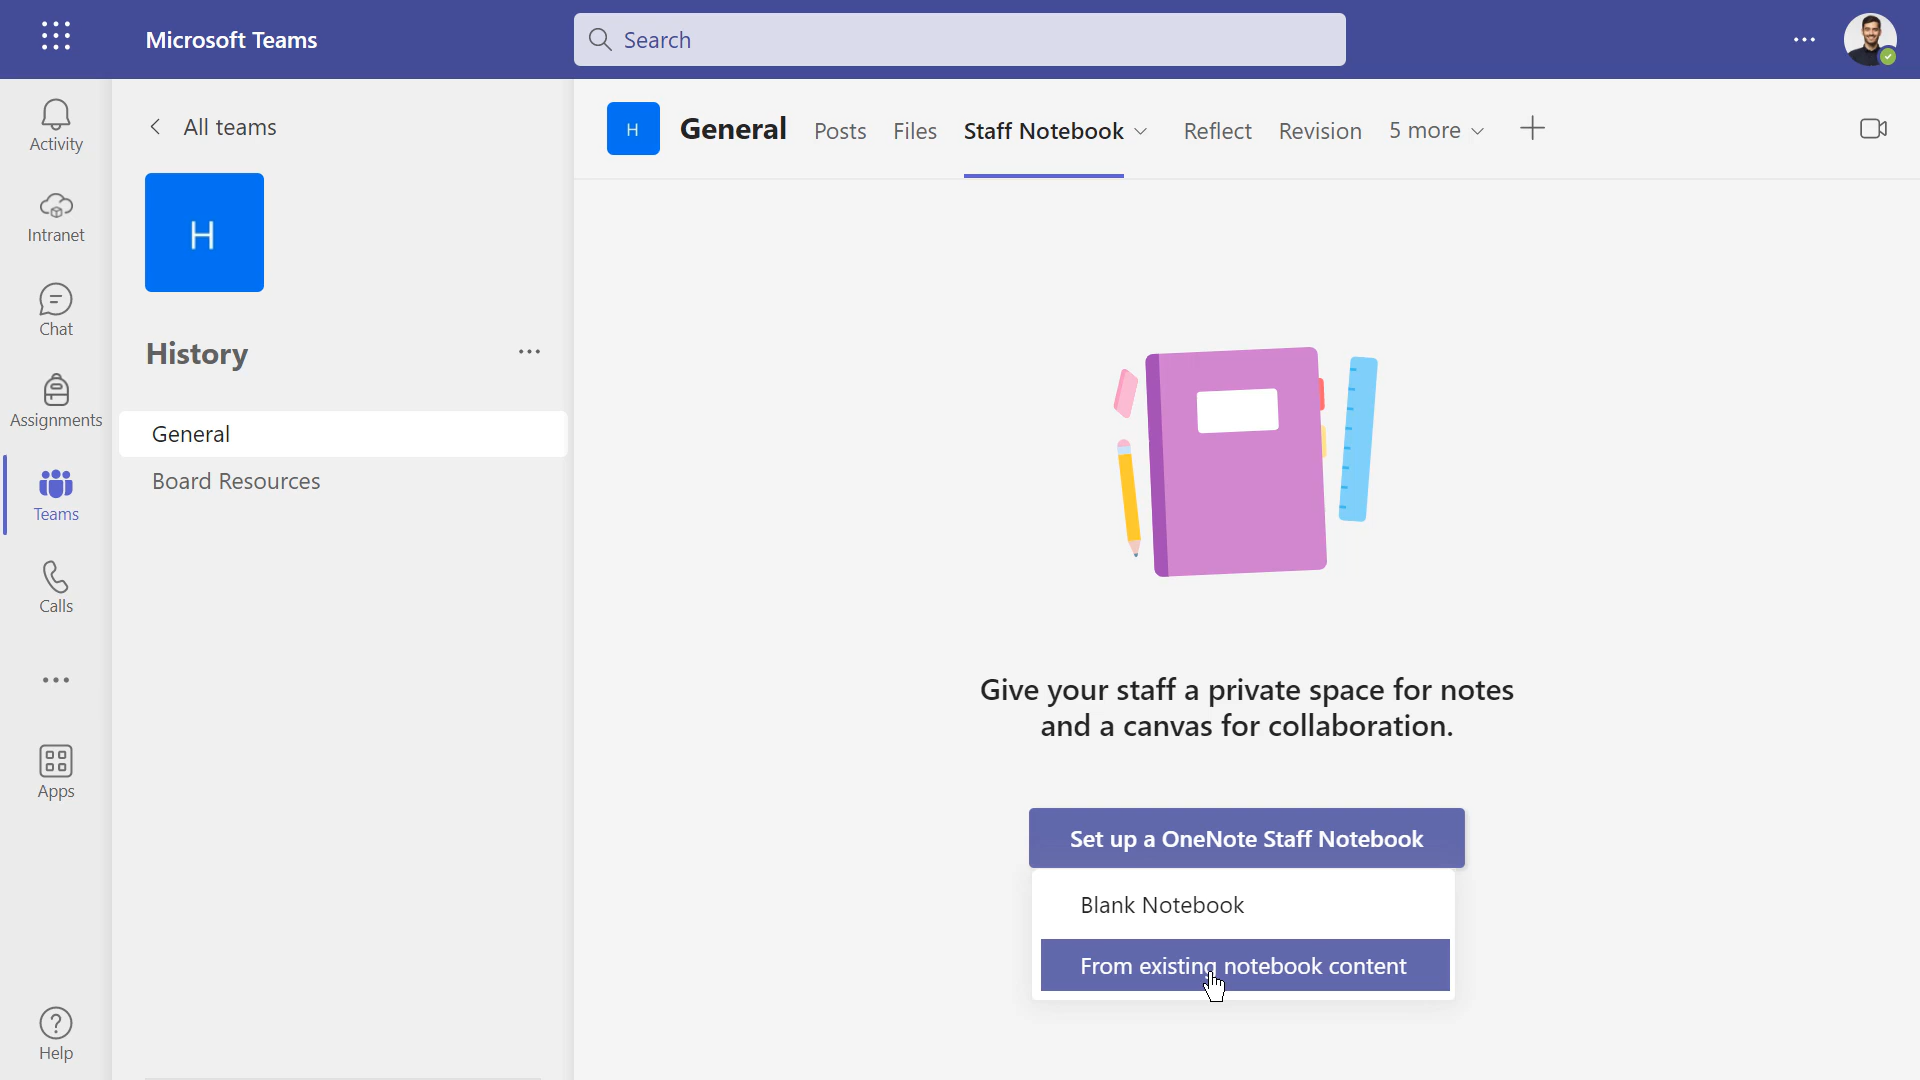 Microsoft Teams
Search
Activity
Intranet
Chat
Assignments
Teams
Calls
Apps
Help
All teams
H
History
General
Board Resources
H
General
Posts
Files
Staff Notebook
Reflect
Revision
5 more
Give your staff a private space for notes
and a canvas for collaboration.
Set up a OneNote Staff Notebook
Blank Notebook
From existing notebook content